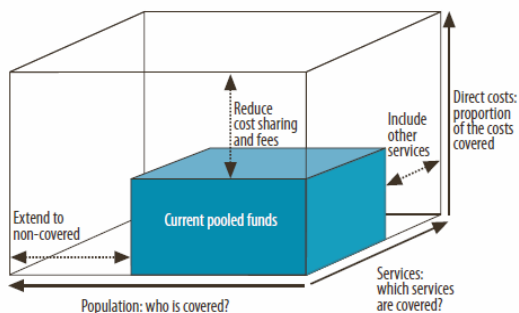 Reduce
cost sharing
and fees
Include
other
services
Direct costs:
proportion
of the costs
covered
Extend to
non-covered
Current pooled funds
Services:
which services
are covered?
Population: who is covered?